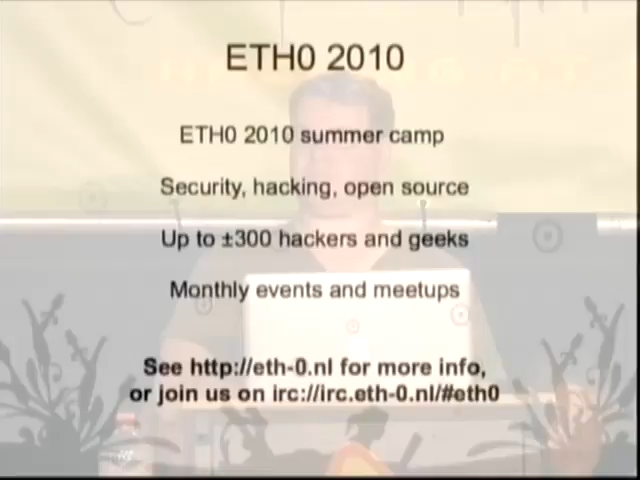 ETH0 2010
ETH0 2010 summer camp
Security, hacking, open source
Up to ±300 hackers and geeks
Monthly events and meetups
See http://eth-0.nl for more info,
or join us on irc://irc.eth-0.nl/#eth0